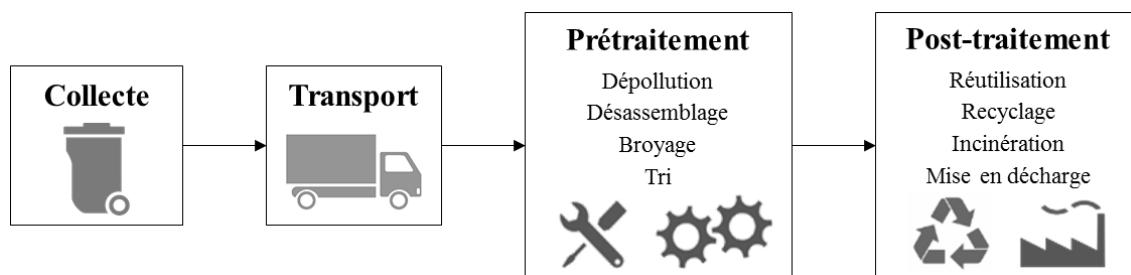 Collecte
Transport
Prétraitement
Dépollution
Désassemblage
Broyage
Tri
Post-traitement
Réutilisation
Recyclage
Incinération
Mise en décharge